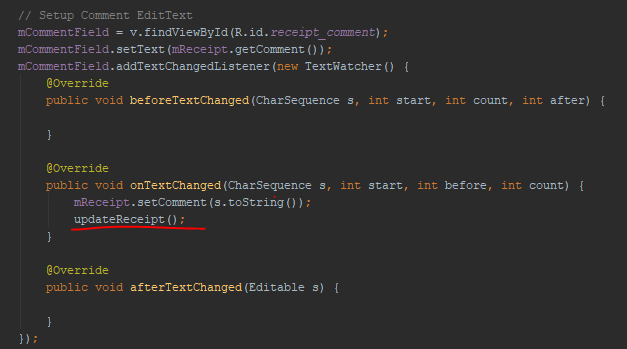 // Setup Comment EditText
mCommentField = v.findViewById(R.id.receipt_comment);
mCommentField.setText(mReceipt.getComment());
mCommentField.addTextChangedListener(new TextWatcher() {
@Override
public void beforeTextChanged(CharSequence s, int start, int count, int after) {
}
@Override
public void onTextChanged(CharSequence s, int start, int before, int count) {
mReceipt.setComment(s.toString());
updateReceipt();
}
@Override
public void afterTextChanged(Editable s) {
}
});